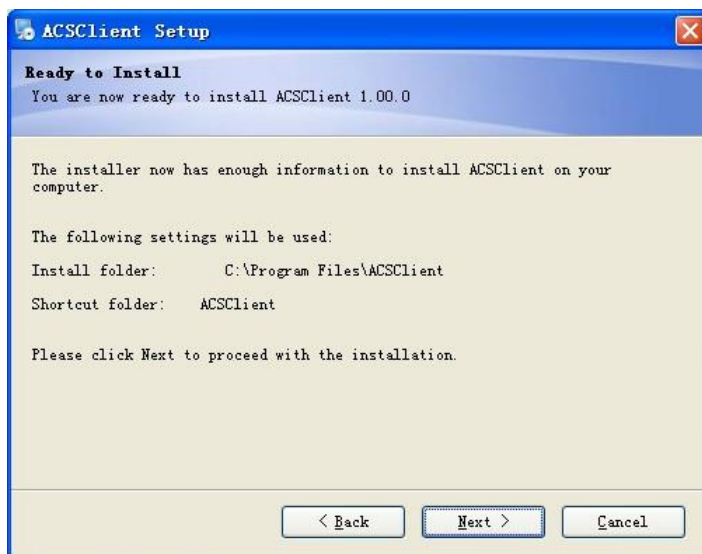 ACSClient Setup
Ready to Install
You are now ready to install ACSClient 1.00.0
The installer now has enough information to install ACSClient on your
computer.
The following settings will be used:
Install folder: C:\Program Files\ACSClient
Shortcut folder: ACSClient
Please click Next to proceed with the installation.
< Back Next > Cancel